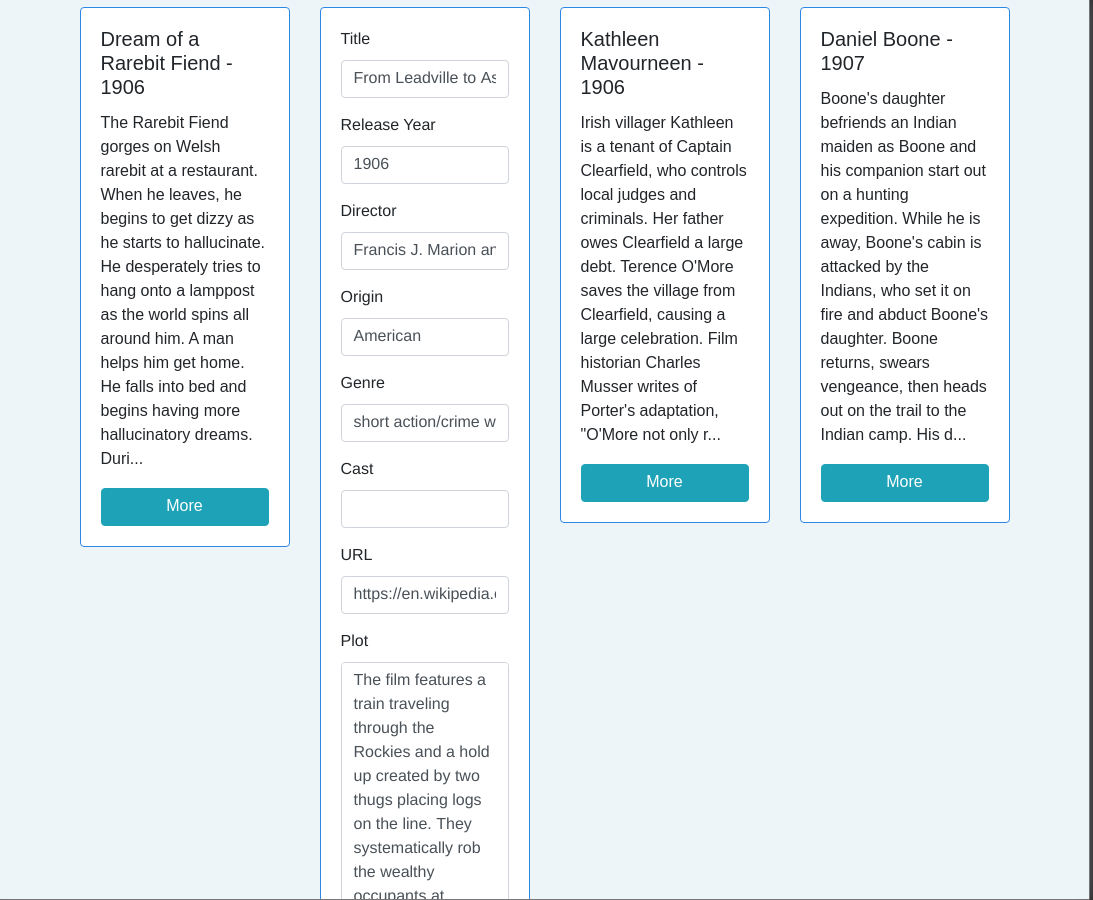 Dream of a
Rarebit Fiend -
1906
The Rarebit Fiend
gorges on Welsh
rarebit at a restaurant.
When he leaves, he
begins to get dizzy as
he starts to hallucinate.
He desperately tries to
hang onto a lamppost
as the world spins all
around him. A man
helps him get home.
He falls into bed and
begins having more
hallucinatory dreams.
Duri...
More
Title
From Leadville to As
Release Year
1906
Director
Francis J. Marion an
Origin
American
Genre
short action/crime w
Cast
URL
https://en.wikipedia.
Plot
The film features a
train traveling
through the
Rockies and a hold
up created by two
thugs placing logs
on the line. They
systematically rob
the wealthy
occupants at
Kathleen
Mavourneen -
1906
Irish villager Kathleen
is a tenant of Captain
Clearfield, who controls
local judges and
criminals. Her father
owes Clearfield a large
debt. Terence O'More
saves the village from
Clearfield, causing a
large celebration. Film
historian Charles
Musser writes of
Porter's adaptation,
"O'More not only r...
More
Daniel Boone -
1907
Boone's daughter
befriends an Indian
maiden as Boone and
his companion start out
on a hunting
expedition. While he is
away, Boone's cabin is
attacked by the
Indians, who set it on
fire and abduct Boone's
daughter. Boone
returns, swears
vengeance, then heads
out on the trail to the
Indian camp. His d...
More